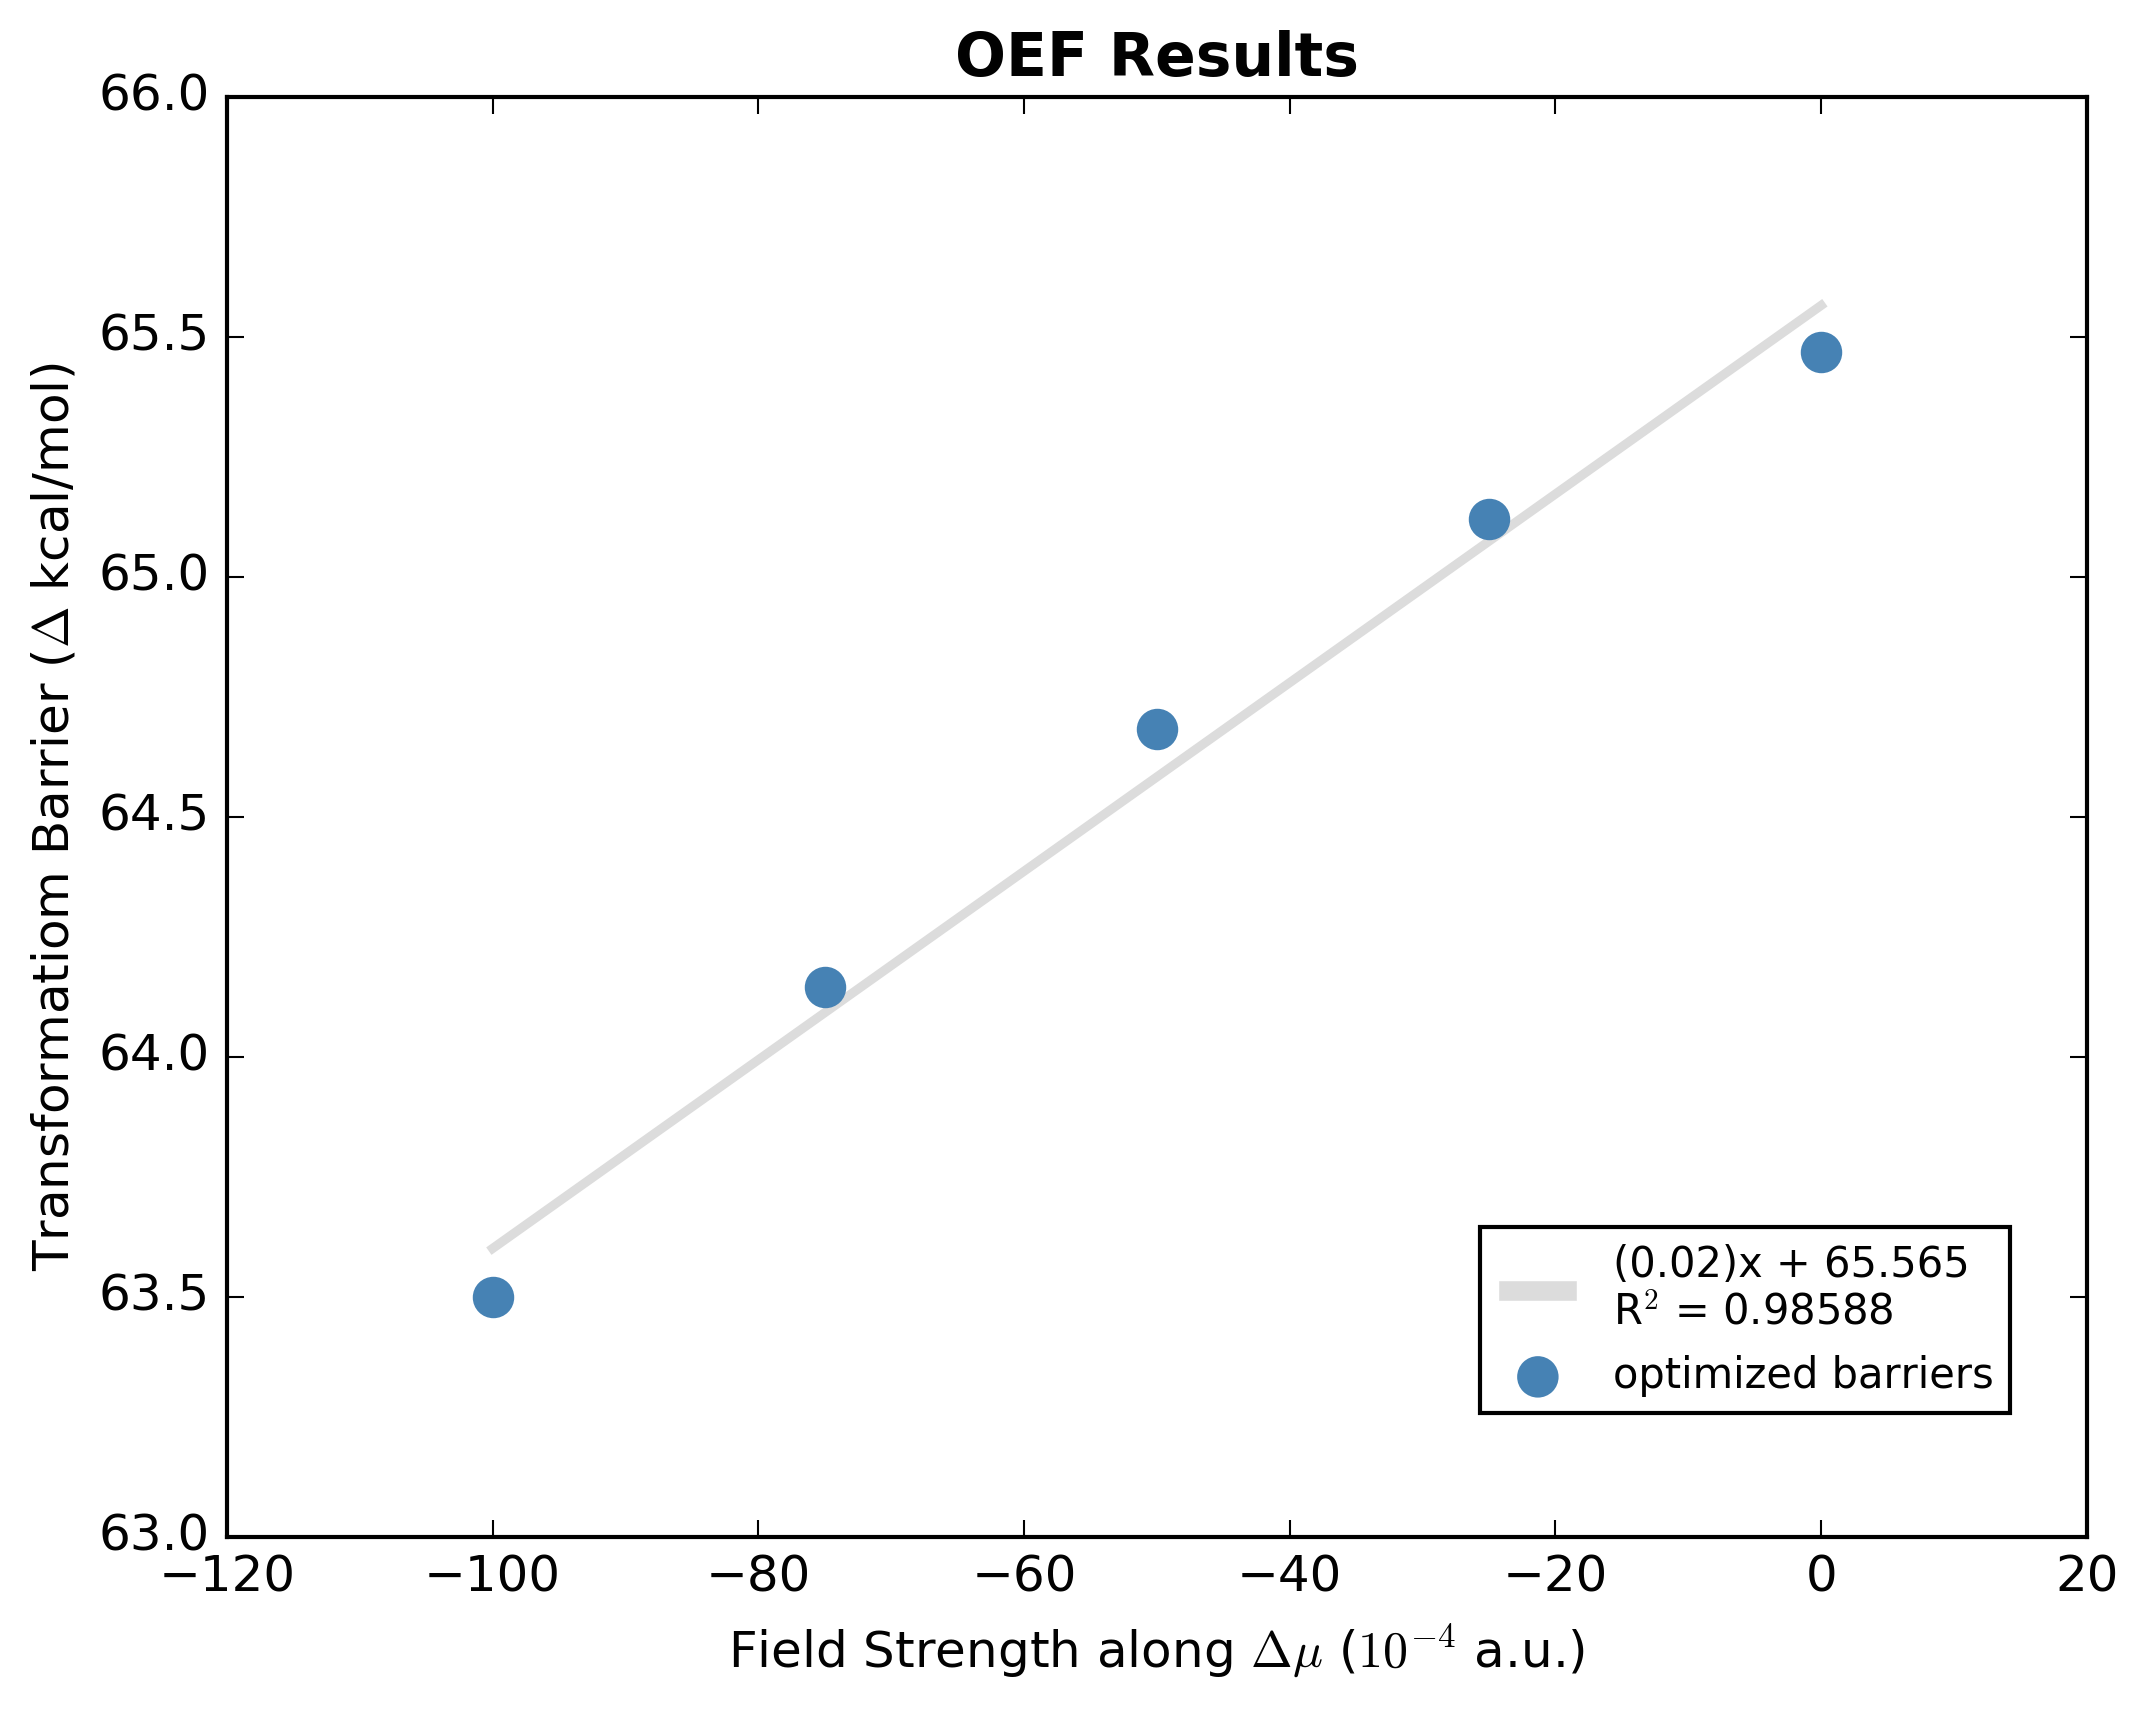 OEF Results
66.0
65.5
65.0
64.5
64.0
63.5
63.0
Transformatiom Barrier (Δ kcal/mol)
(0.02)x + 65.565
R² = 0.98588
optimized barriers
−120 −100 −80 −60 −40 −20 0 20
Field Strength along Δμ (10⁻⁴ a.u.)